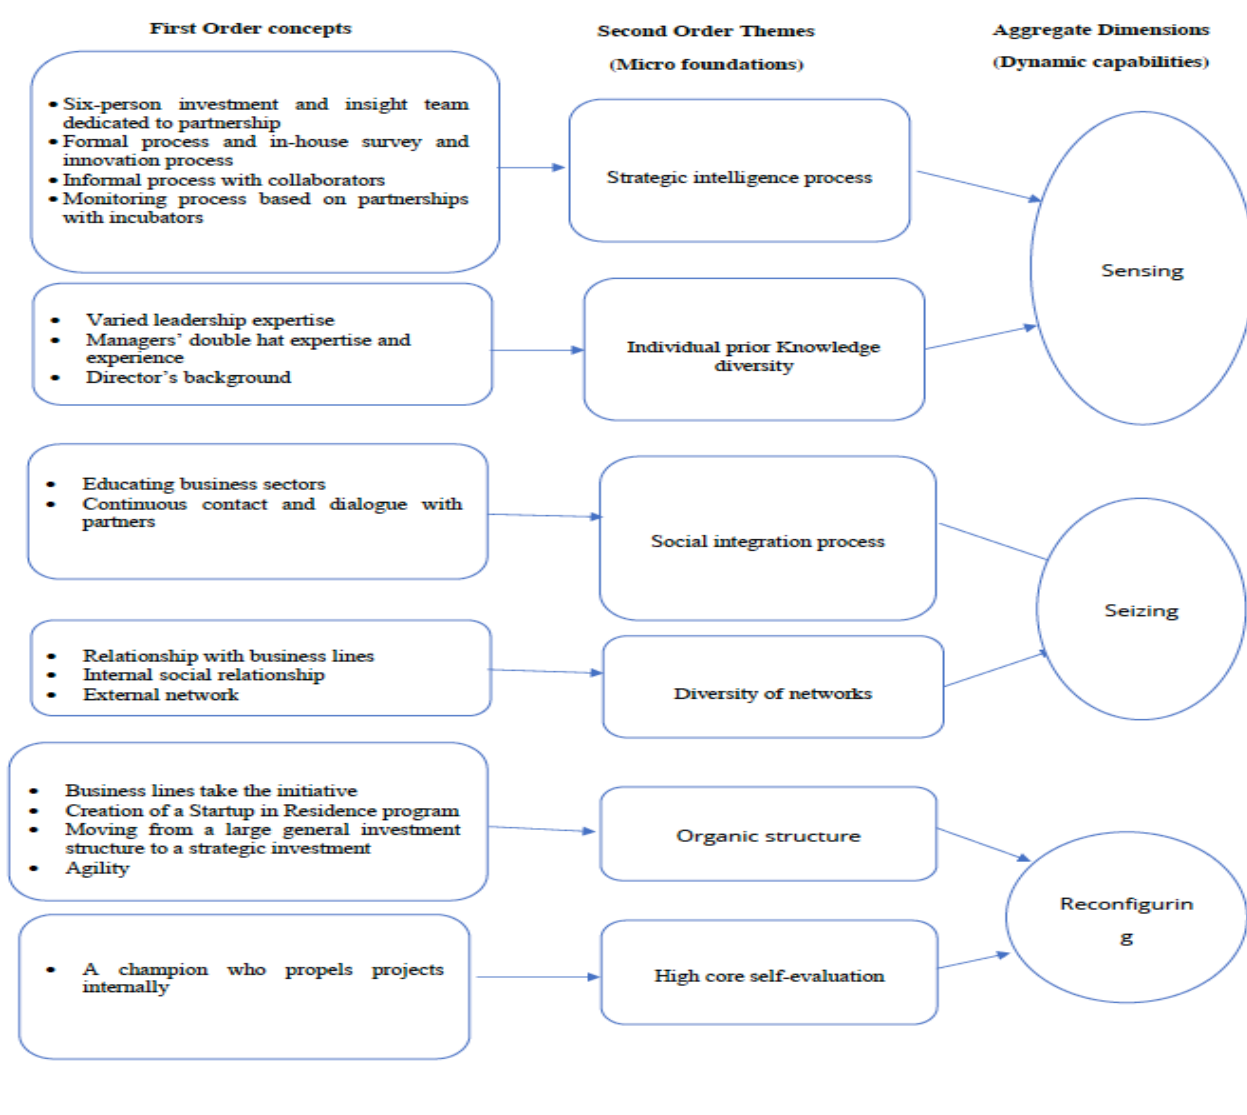 First Order concepts
Second Order Themes
(Micro foundations)
Aggregate Dimensions
(Dynamic capabilities)
• Six-person investment and insight team
dedicated to partnership
• Formal process and in-house survey and
innovation process
• Informal process with collaborators
• Monitoring process based on partnerships
with incubators
Strategic intelligence process
Sensing
• Varied leadership expertise
• Managers’ double hat expertise and
experience
• Director’s background
Individual prior Knowledge
diversity
• Educating business sectors
• Continuous contact and dialogue with
partners
Social integration process
Seizing
• Relationship with business lines
• Internal social relationship
• External network
Diversity of networks
• Business lines take the initiative
• Creation of a Startup in Residence program
• Moving from a large general investment
structure to a strategic investment
• Agility
Organic structure
Reconfigurin
g
• A champion who propels projects
internally
High core self-evaluation